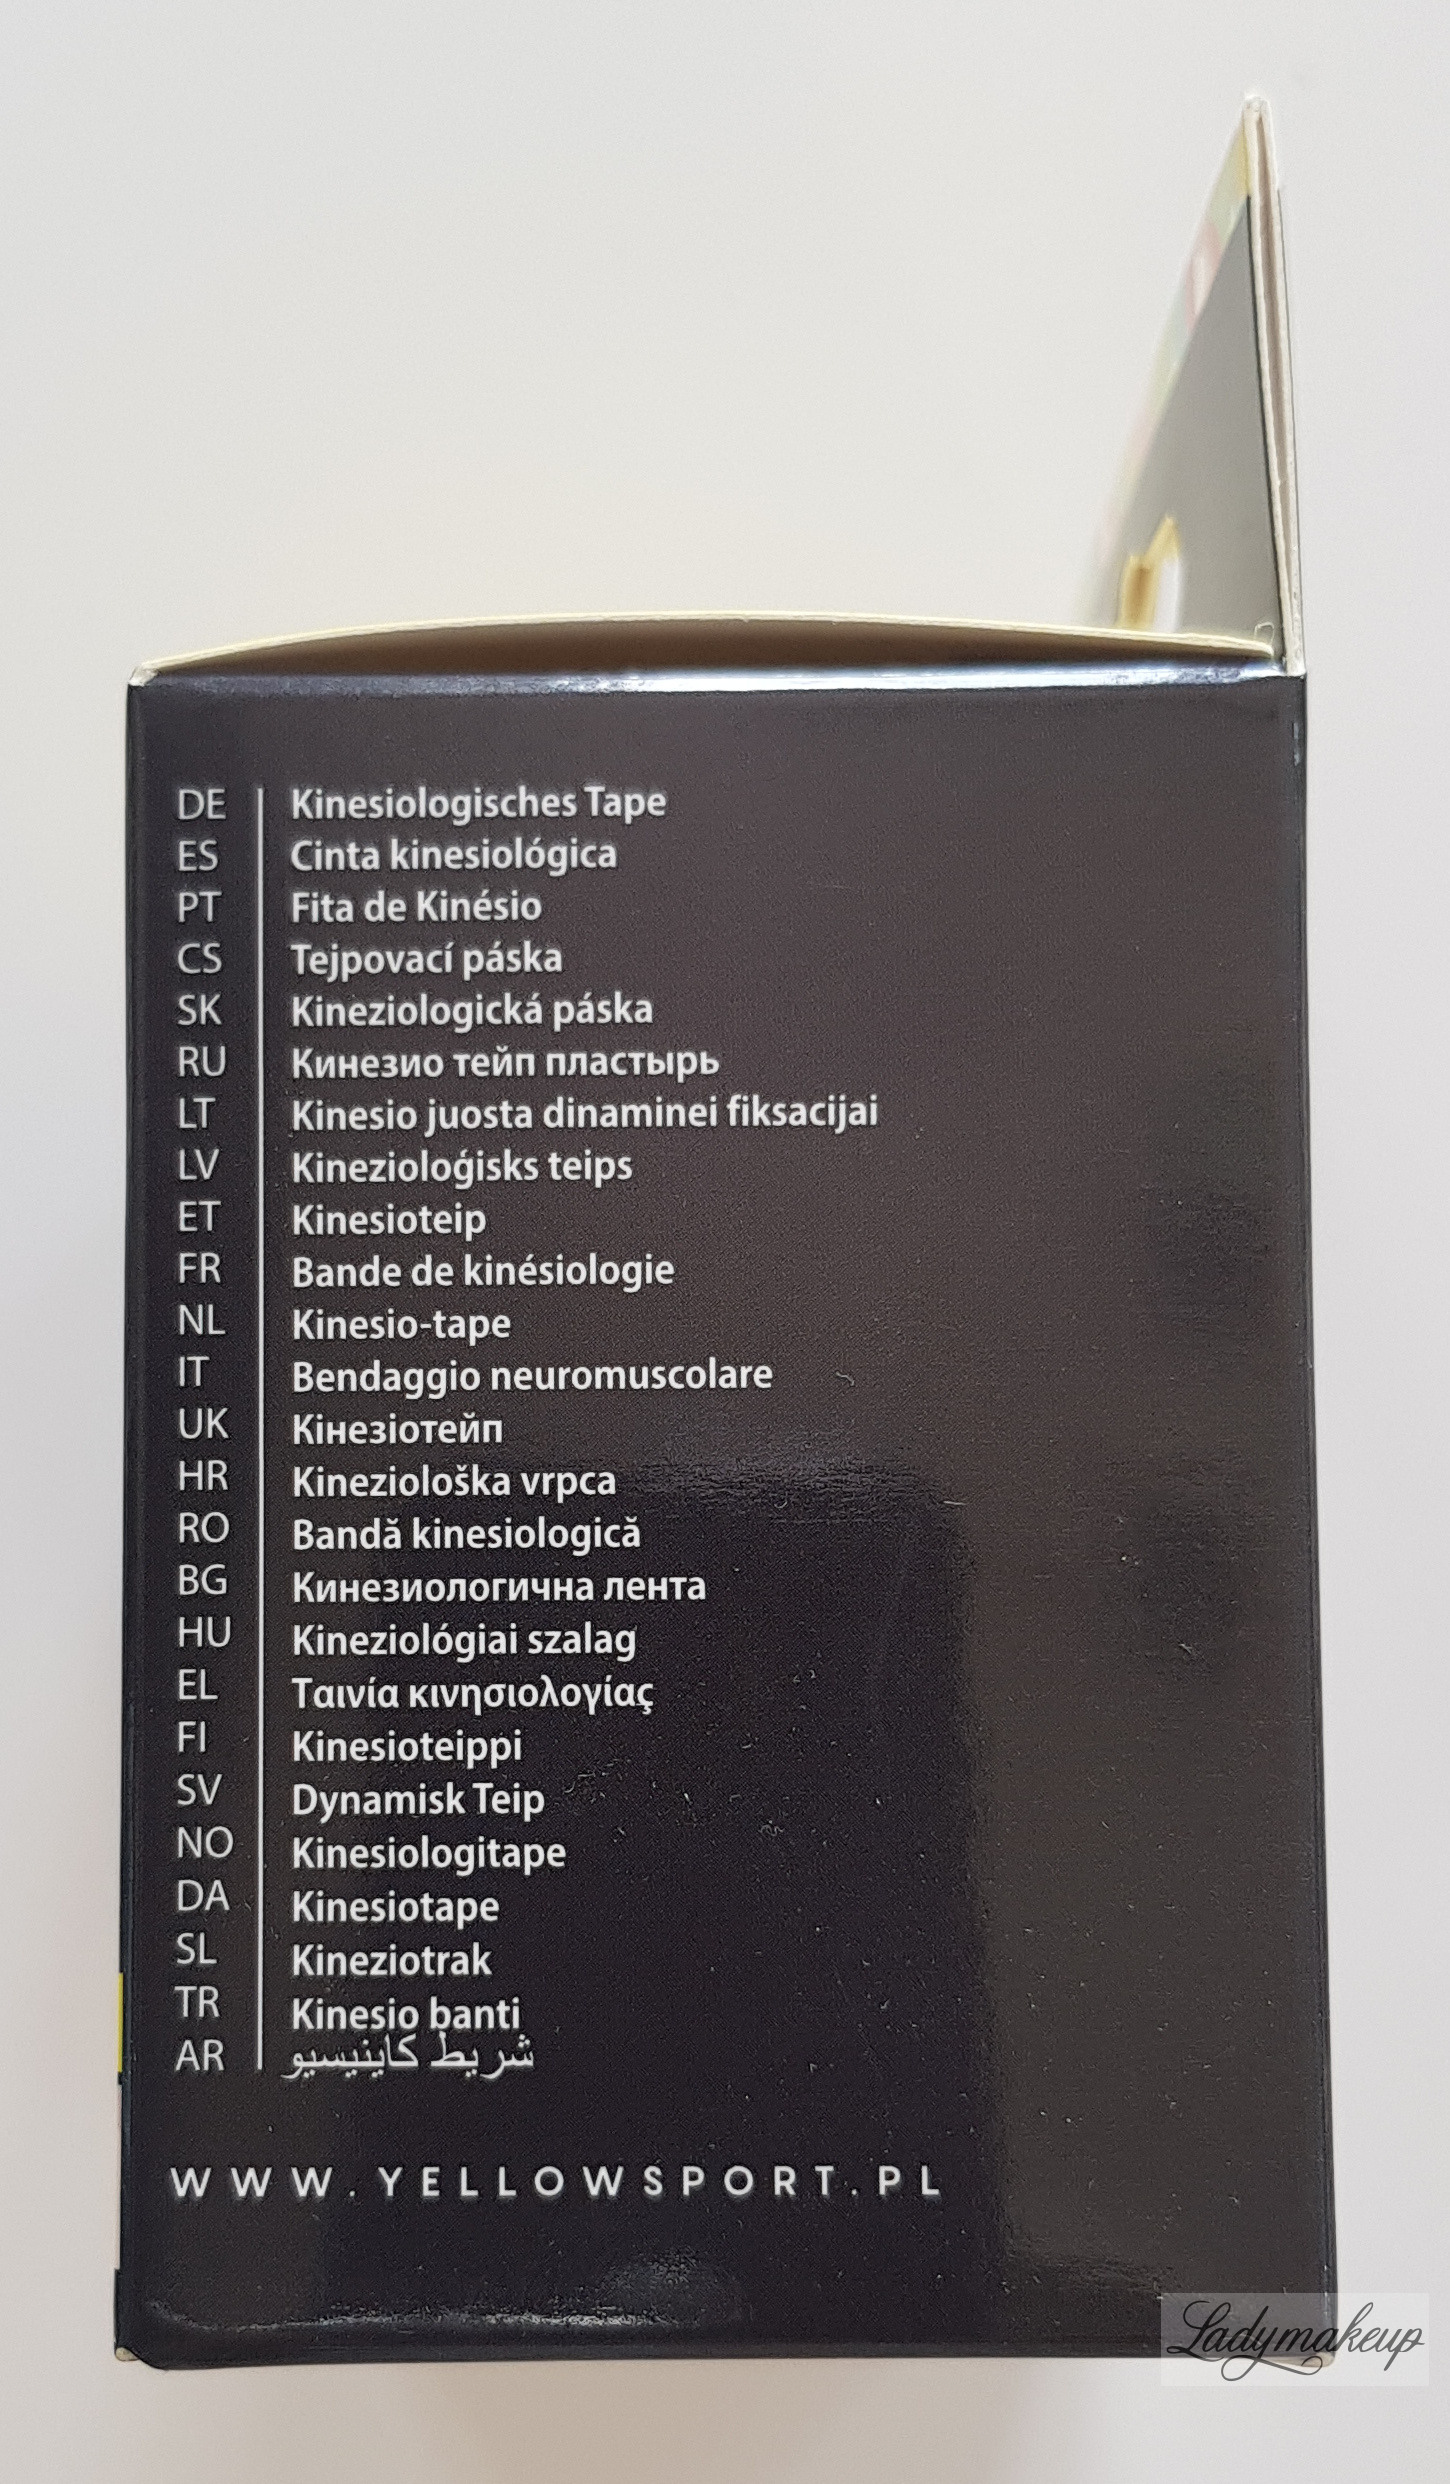 DE Kinesiologisches Tape
ES Cinta kinesiológica
PT Fita de Kinésio
CS Tejpovací páska
SK Kineziologická páska
RU Кинезио тейп пластырь
LT Kinesio juosta dinaminei fiksacijai
LV Kinezioloģisks teips
ET Kinesioteip
FR Bande de kinésiologie
NL Kinesio-tape
IT Bendaggio neuromuscolare
UK Кінезіотейп
HR Kineziološka vrpca
RO Bandă kinesiologică
BG Кинезиологична лента
HU Kineziológiai szalag
EL Ταινία κινησιολογίας
FI Kinesioteippi
SV Dynamisk Teip
NO Kinesiologitape
DA Kinesiotape
SL Kineziotrak
TR Kinesio banti
AR شريط كاينيسيو
WWW.YELLOWSPORT.PL
Ladymakeup